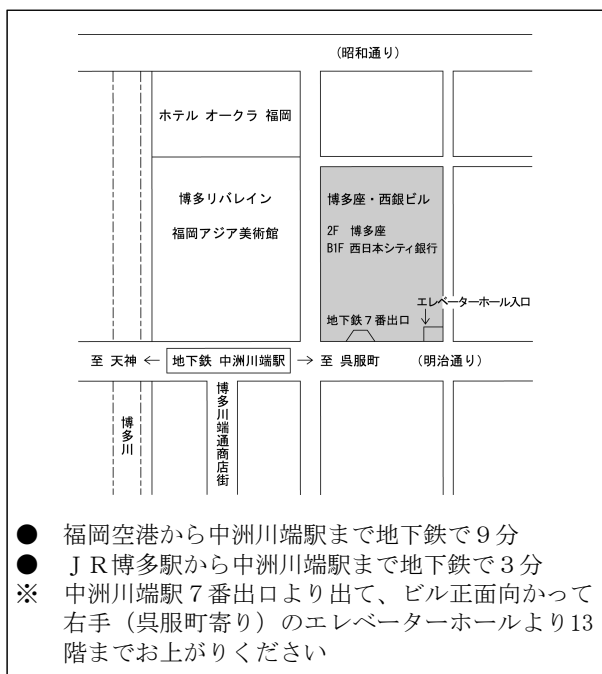 (昭和通り)
ホテル オークラ 福岡
博多リバレイン
福岡アジア美術館
博多座・西銀ビル
2F 博多座
B1F 西日本シティ銀行
エレベーターホール入口
地下鉄7番出口
至 天神 ← 地下鉄 中洲川端駅 → 至 呉服町 (明治通り)
博多川
博多川端通商店街
● 福岡空港から中洲川端駅まで地下鉄で9分
● JR博多駅から中洲川端駅まで地下鉄で3分
※ 中洲川端駅7番出口より出て、ビル正面向かって
右手(呉服町寄り)のエレベーターホールより13
階までお上がりください